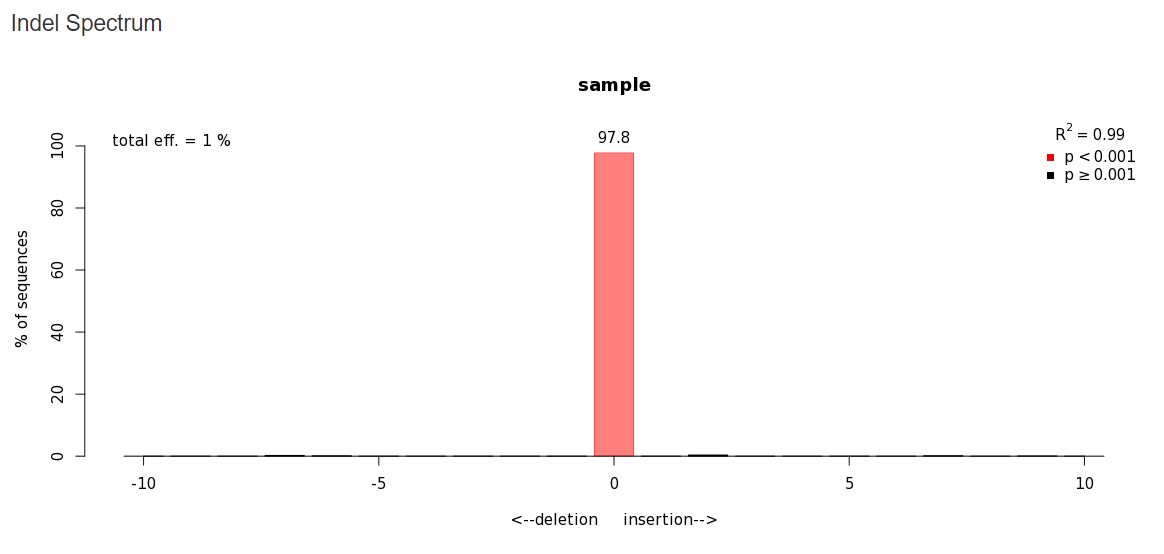 Indel Spectrum
sample
total eff. = 1 %
97.8
R² = 0.99
p < 0.001
p ≥ 0.001
% of sequences
100
80
60
40
20
0
-10 -5 0 5 10
<--deletion insertion-->